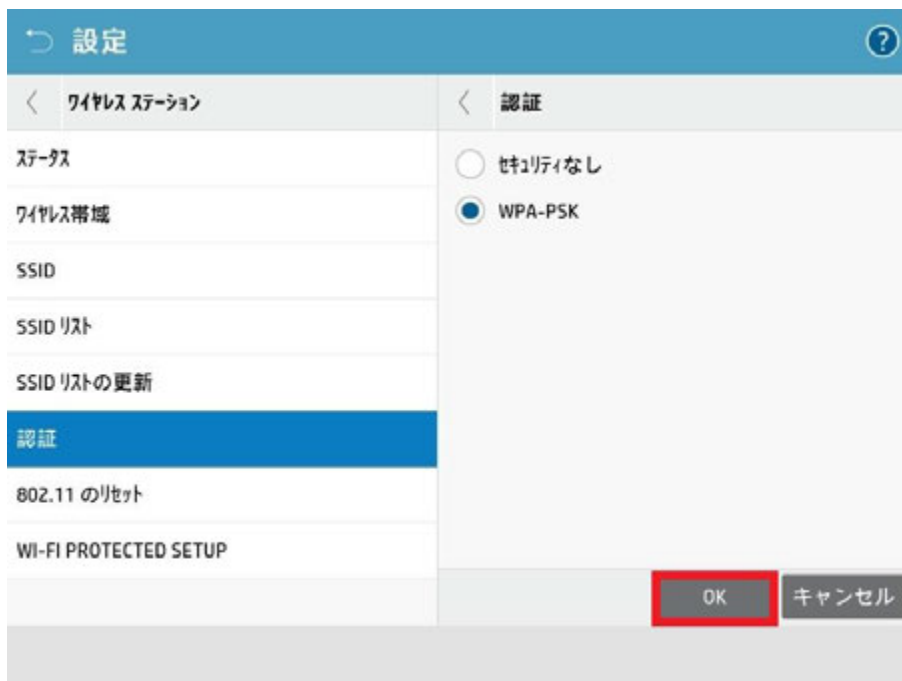 設定
?
ﾜｲﾔﾚｽ ｽﾃｰｼｮﾝ
認証
ｽﾃｰﾀｽ
ｾｷｭﾘﾃｨなし
ﾜｲﾔﾚｽ帯域
WPA-PSK
SSID
SSID ﾘｽﾄ
SSID ﾘｽﾄの更新
認証
802.11 のﾘｾｯﾄ
WI-FI PROTECTED SETUP
OK
キャンセル